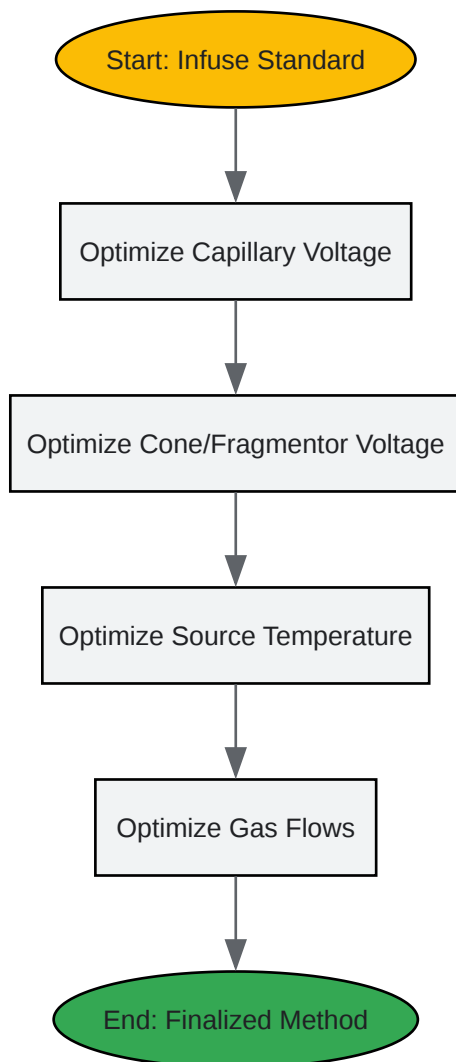 Start: Infuse Standard
Optimize Capillary Voltage
Optimize Cone/Fragmentor Voltage
Optimize Source Temperature
Optimize Gas Flows
End: Finalized Method